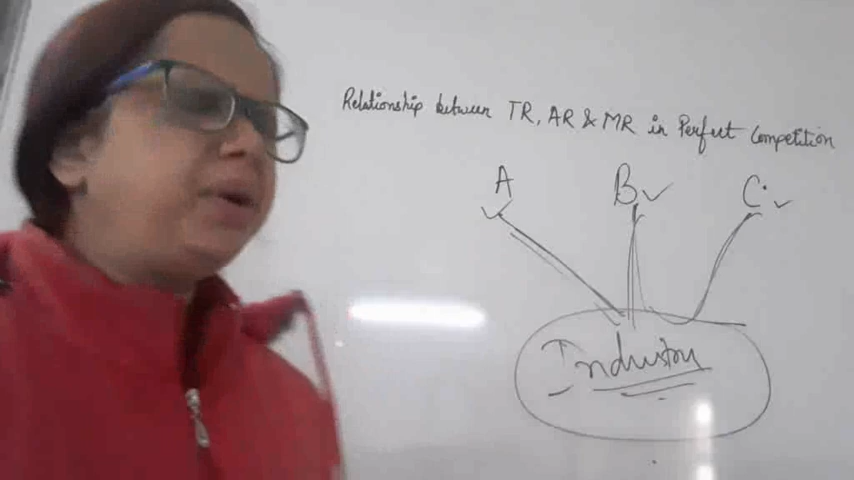 Relationship between TR, AR & MR in Perfect Competition
A B C
Industry